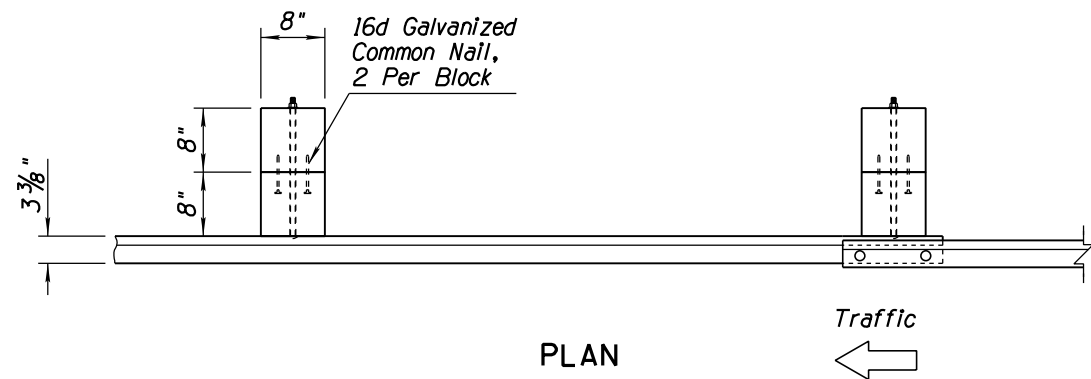 8"
16d Galvanized
Common Nail,
2 Per Block
8"
3 3/8"
8"
Traffic
PLAN